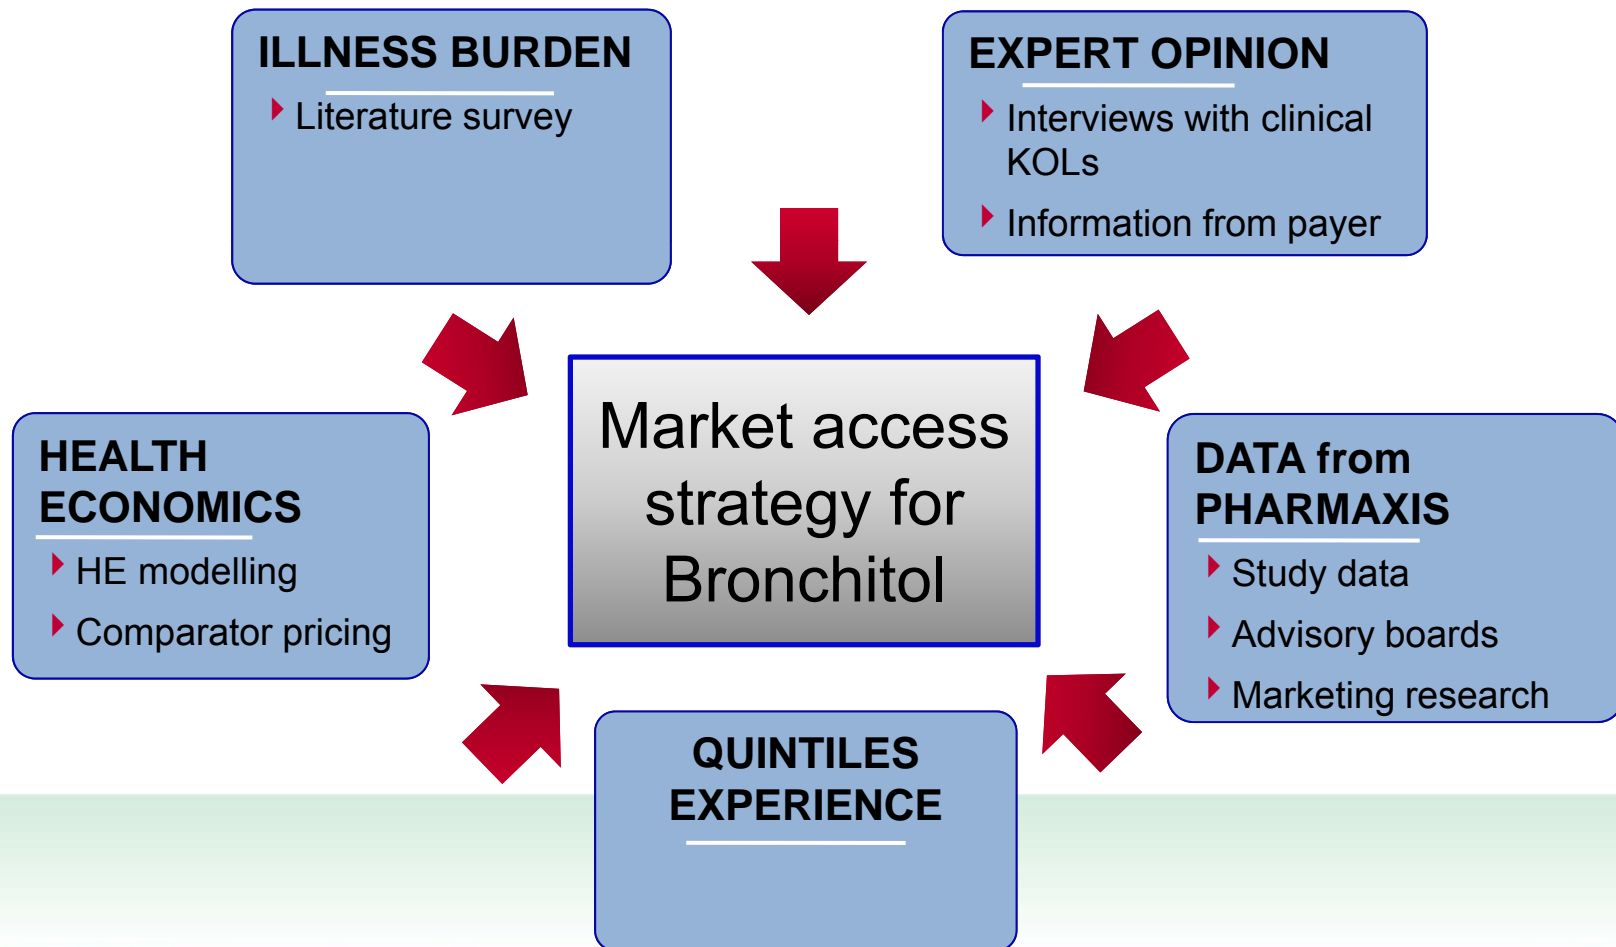 ILLNESS BURDEN
Literature survey
EXPERT OPINION
Interviews with clinical
KOLs
Information from payer
HEALTH
ECONOMICS
HE modelling
Comparator pricing
Market access
strategy for
Bronchitol
DATA from
PHARMAXIS
Study data
Advisory boards
Marketing research
QUINTILES
EXPERIENCE